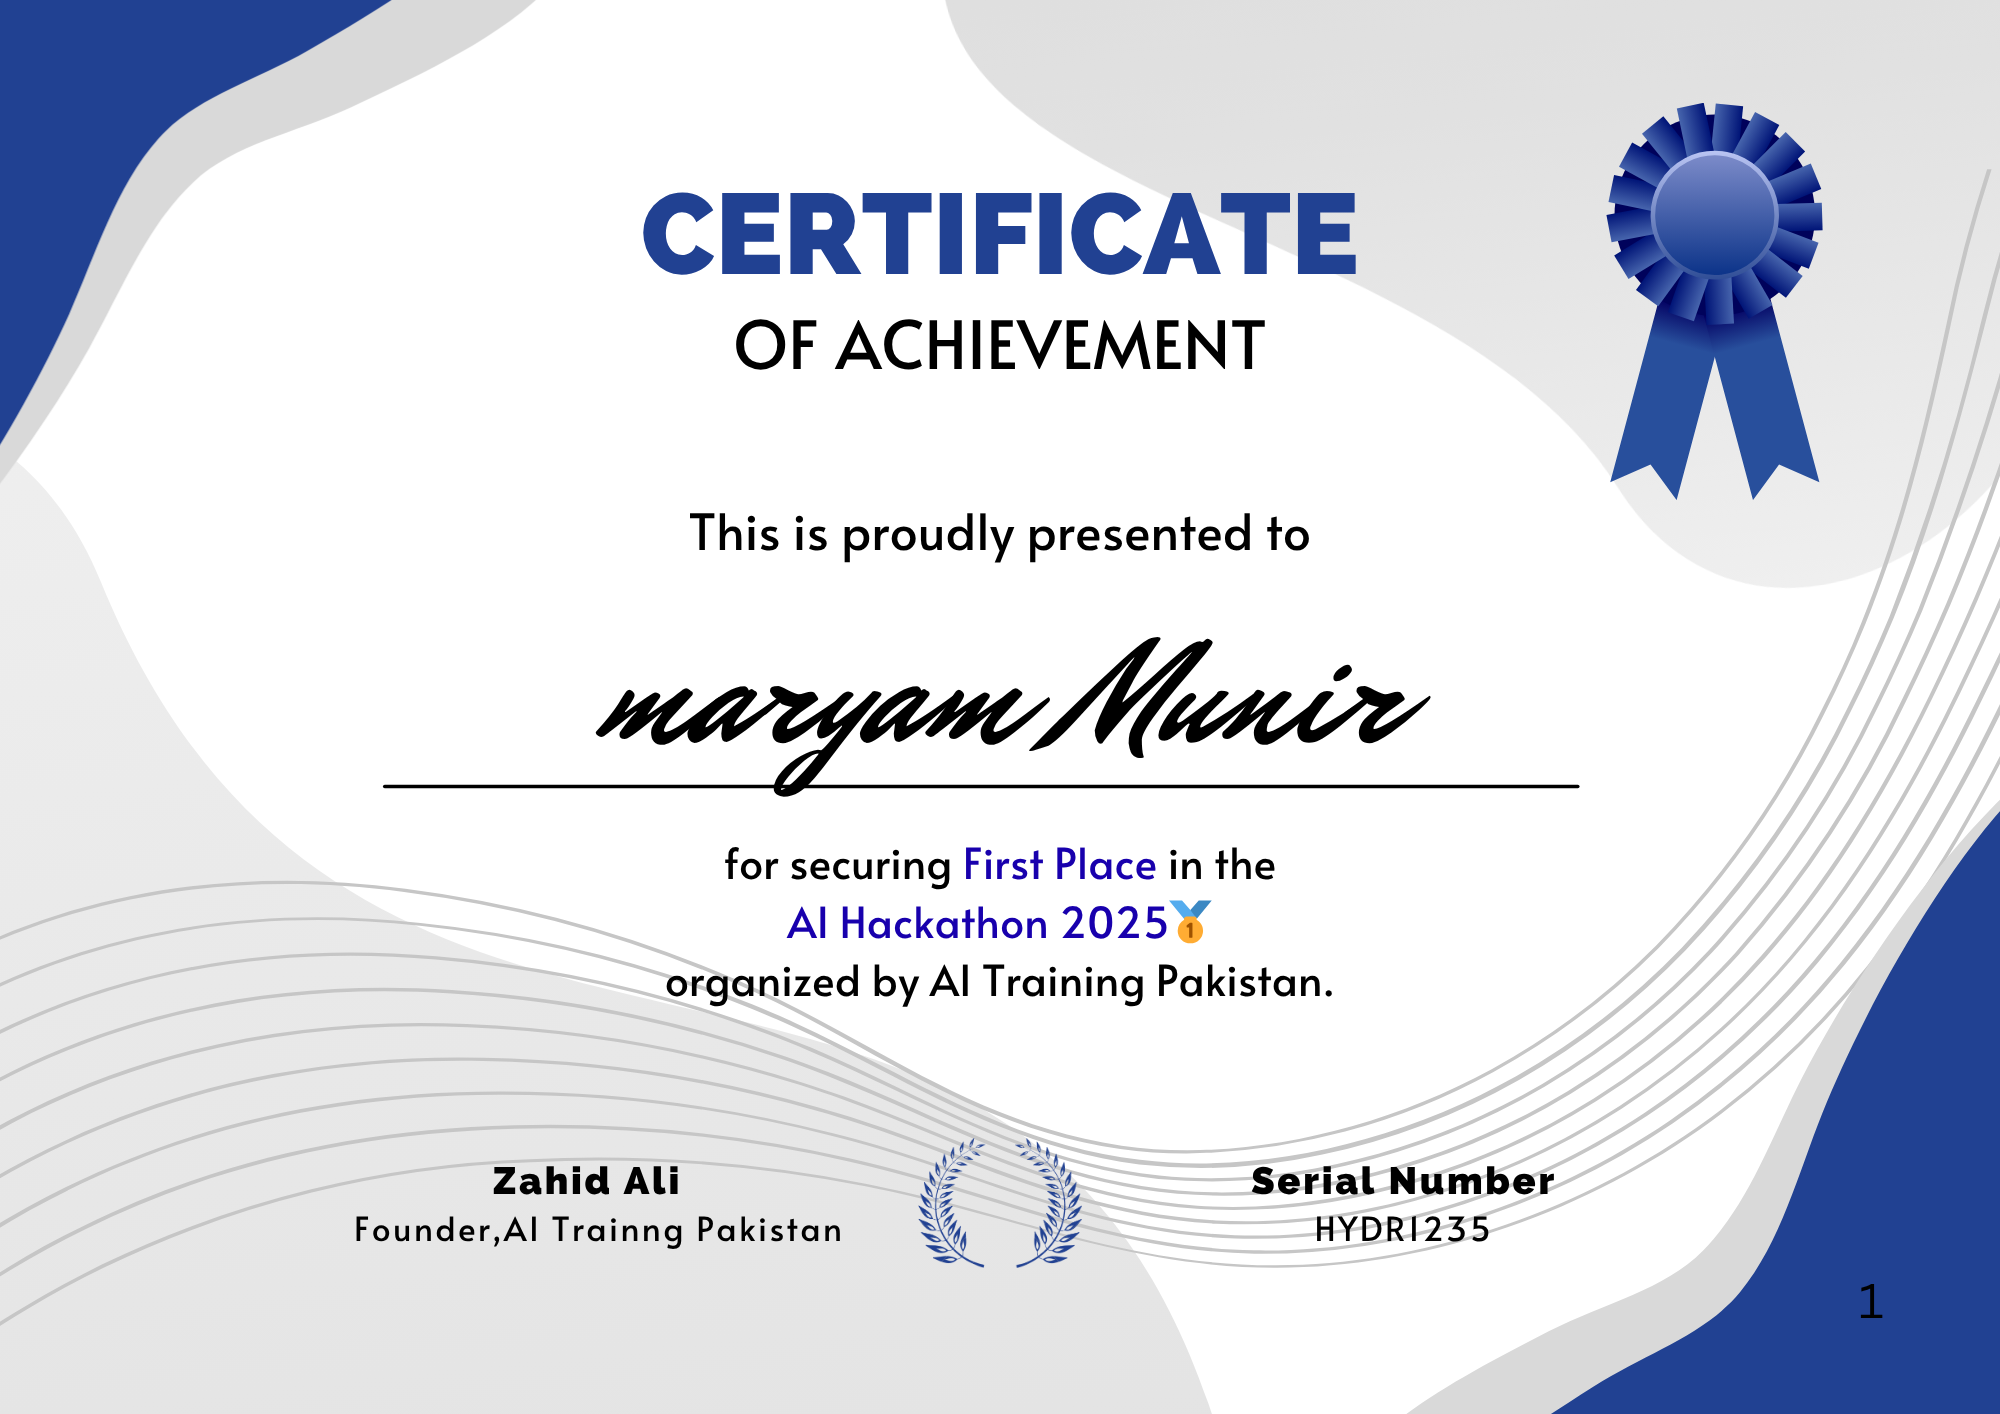 CERTIFICATE
OF ACHIEVEMENT
This is proudly presented to
maryam Munir
for securing First Place in the
AI Hackathon 2025🥇
organized by AI Training Pakistan.
Zahid Ali
Founder,AI Trainng Pakistan
Serial Number
HYDR1235
1